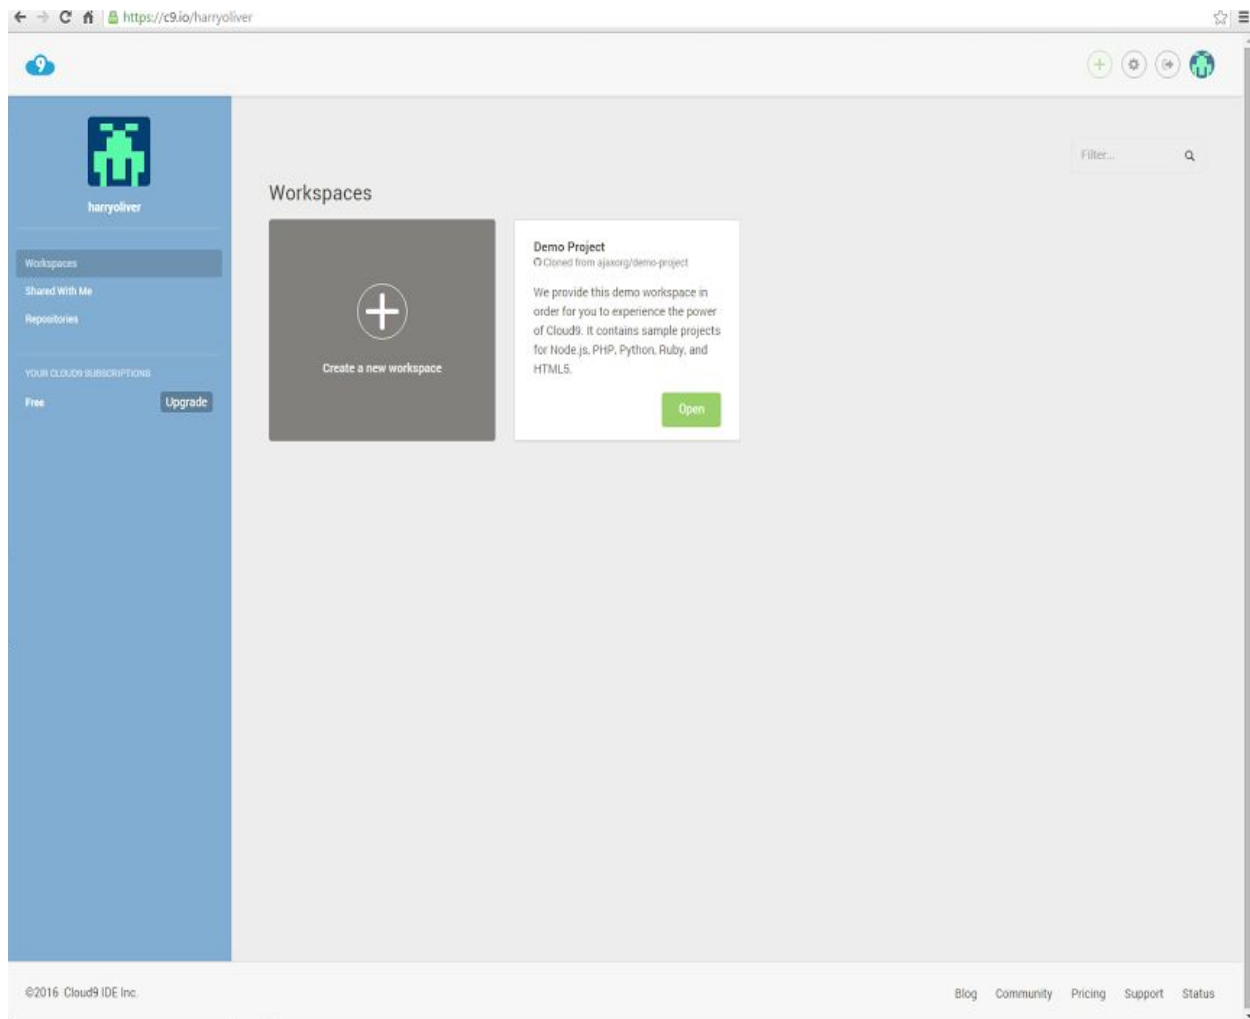 https://c9.io/harryoliver
9
harryoliver
Workspaces
Shared With Me
Repositories
YOUR CLOUD9 SUBSCRIPTIONS
Free
Upgrade
Filter...
Workspaces
Create a new workspace
Demo Project
Cloned from ajaxorg/demo-project
We provide this demo workspace in
order for you to experience the power
of Cloud9. It contains sample projects
for Node.js, PHP, Python, Ruby, and
HTML5.
Open
©2016 Cloud9 IDE Inc.
Blog Community Pricing Support Status